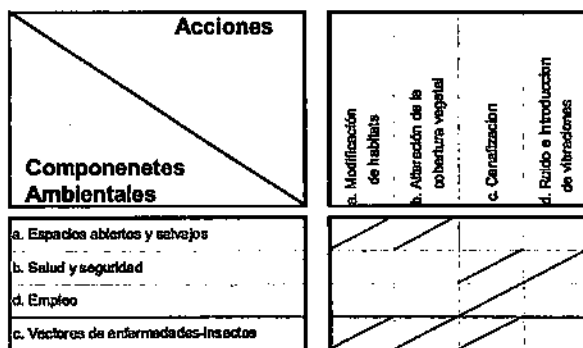 Acciones
Componenetes
Ambientales
a. Modificación
de habitats
b. Alteración de la
cobertura vegetal
c. Canalizacion
d. Ruido e introduccion
de vibraciones
a. Espacios abiertos y salvajos
b. Salud y seguridad
d. Empleo
c. Vectores de enfermedades-insectos